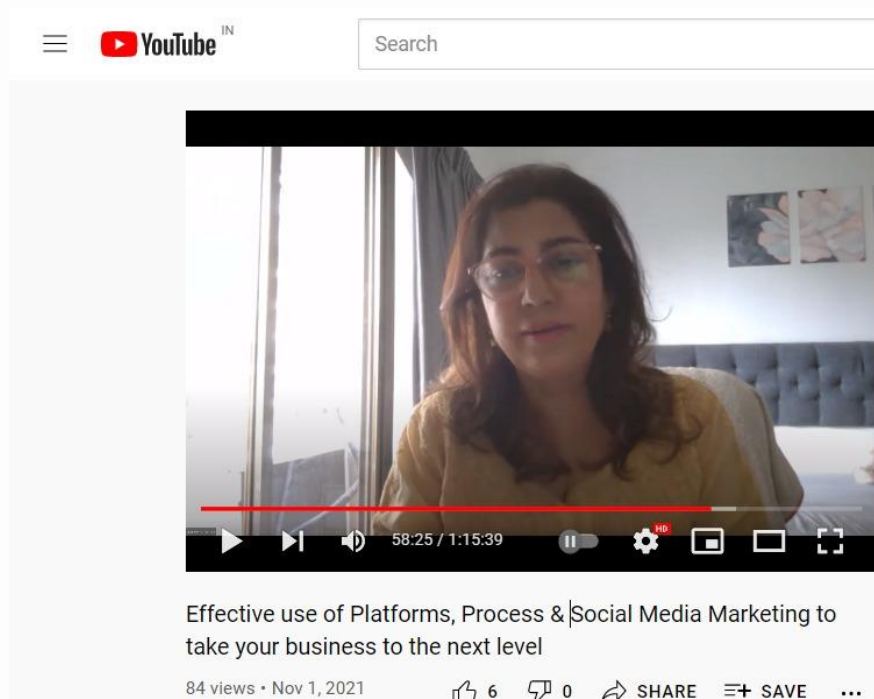 YouTube IN
Search
58:25 / 1:15:39
HD
Effective use of Platforms, Process & Social Media Marketing to
take your business to the next level
84 views • Nov 1, 2021
6
0
SHARE
SAVE